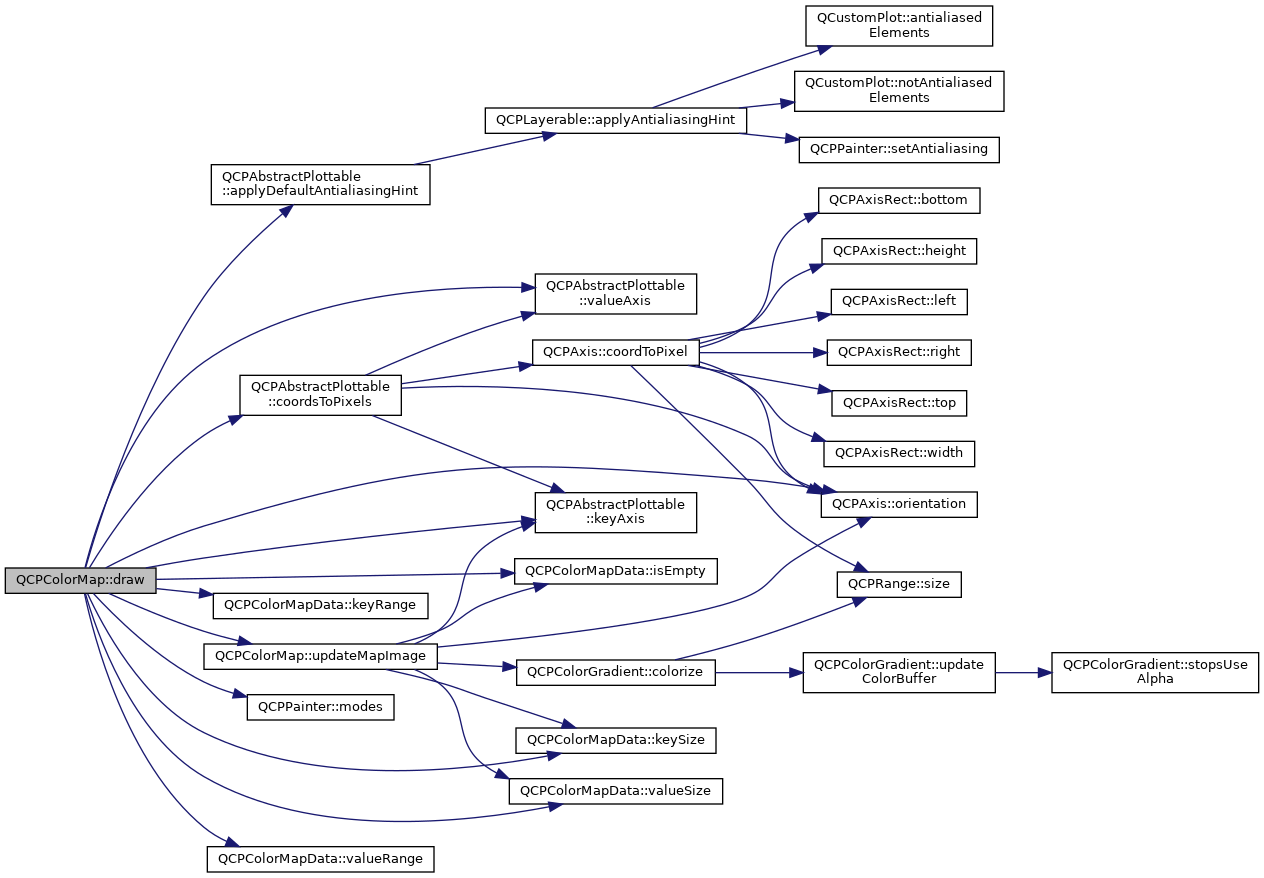 QCustomPlot::antialiased
Elements
QCustomPlot::notAntialiased
Elements
QCPLayerable::applyAntialiasingHint
QCPPainter::setAntialiasing
QCPAbstractPlottable
::applyDefaultAntialiasingHint
QCPAxisRect::bottom
QCPAxisRect::height
QCPAbstractPlottable
::valueAxis
QCPAxisRect::left
QCPAxis::coordToPixel
QCPAxisRect::right
QCPAbstractPlottable
::coordsToPixels
QCPAxisRect::top
QCPAxisRect::width
QCPAbstractPlottable
::keyAxis
QCPAxis::orientation
QCPColorMap::draw
QCPColorMapData::isEmpty
QCPRange::size
QCPColorMapData::keyRange
QCPColorMap::updateMapImage
QCPColorGradient::colorize
QCPColorGradient::update
ColorBuffer
QCPColorGradient::stopsUse
Alpha
QCPPainter::modes
QCPColorMapData::keySize
QCPColorMapData::valueSize
QCPColorMapData::valueRange